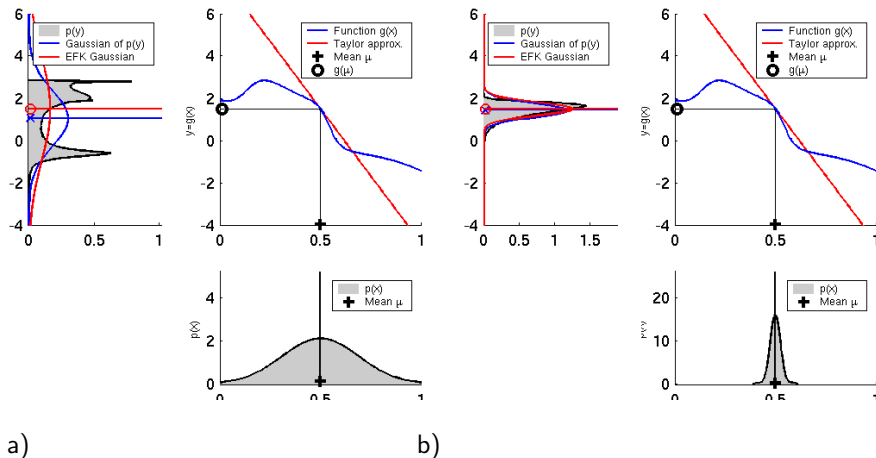 6
4
2
0
-2
-4
0
0.5
1
p(y)
Gaussian of p(y)
EFK Gaussian
6
4
2
0
-2
-4
y=g(x)
0
0.5
1
Function g(x)
Taylor approx.
Mean μ
g(μ)
6
4
2
0
-2
-4
0
0.5
1
1.5
p(y)
Gaussian of p(y)
EFK Gaussian
6
4
2
0
-2
-4
y=g(x)
0
0.5
1
Function g(x)
Taylor approx.
Mean μ
g(μ)
4
2
0
p(x)
0
0.5
1
p(x)
Mean μ
20
10
0
0
0.5
1
p(x)
Mean μ
a)
b)